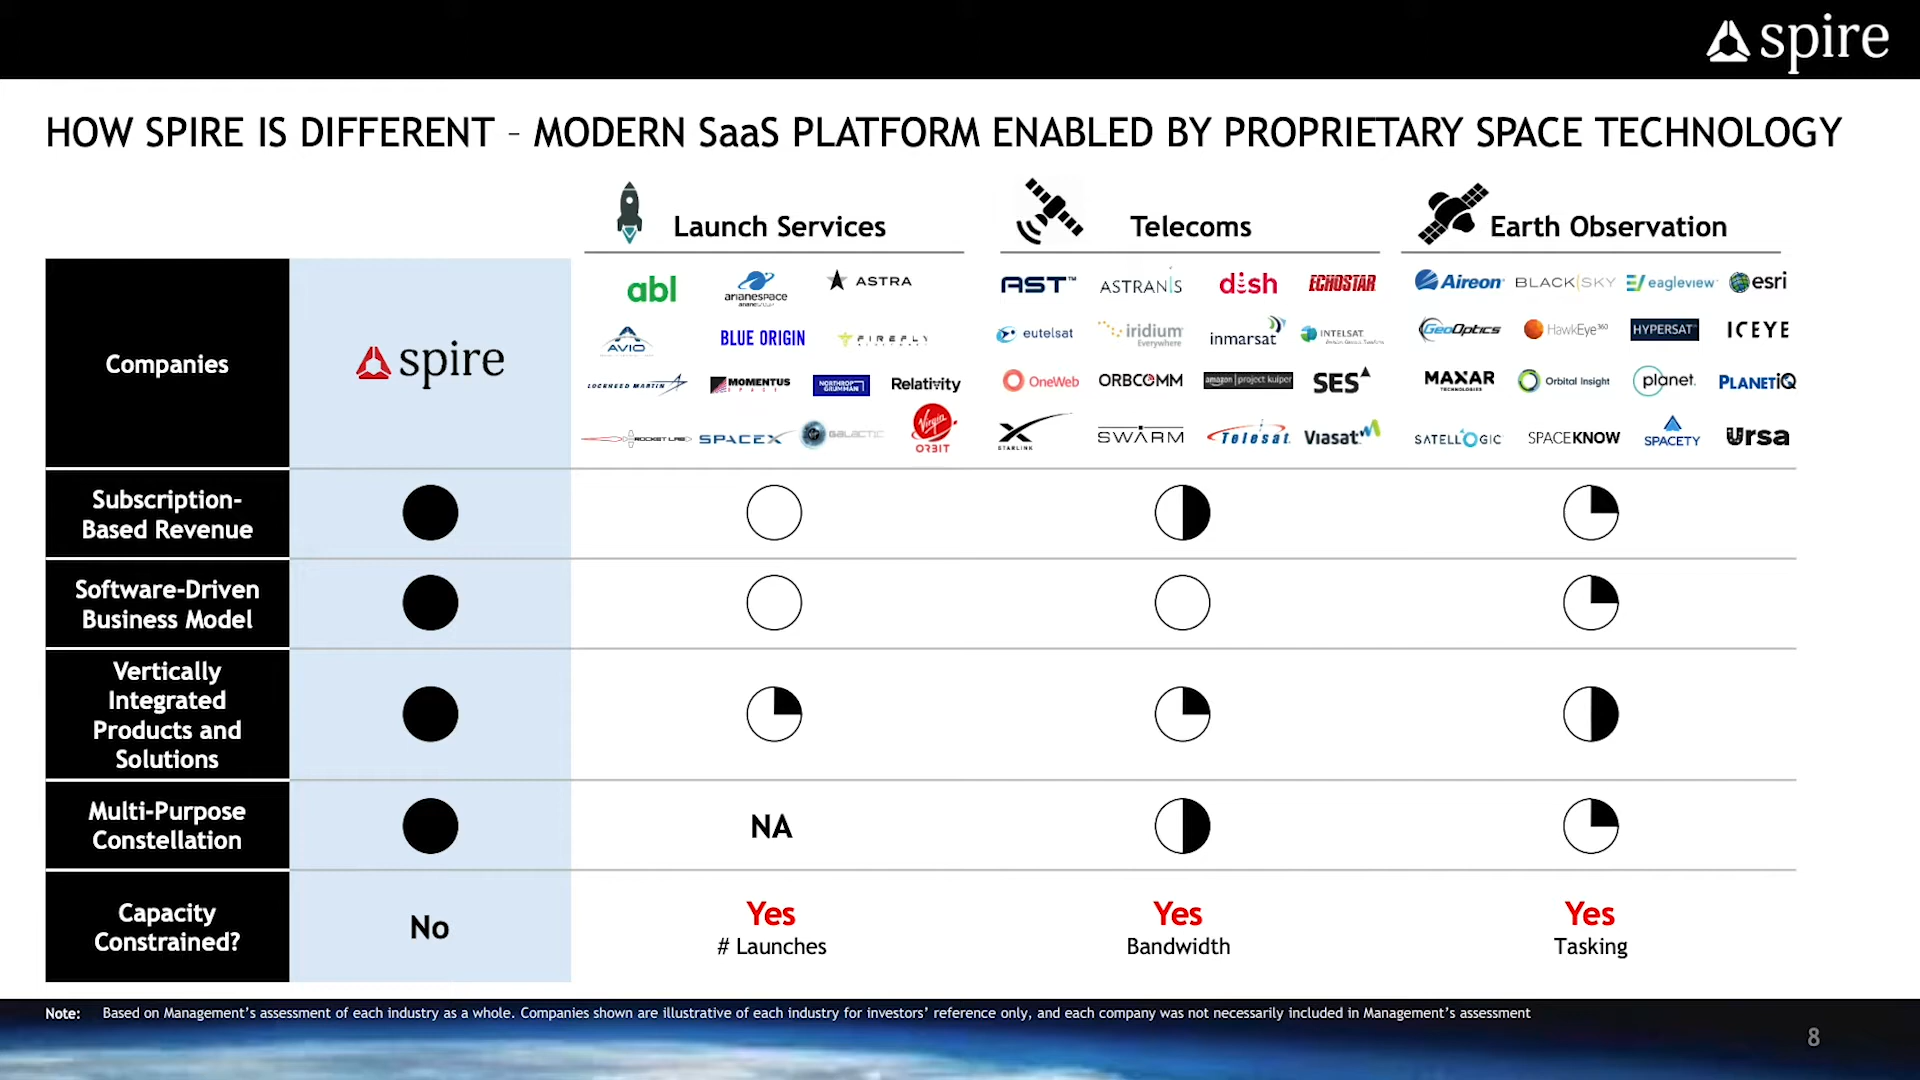 spire
HOW SPIRE IS DIFFERENT – MODERN SaaS PLATFORM ENABLED BY PROPRIETARY SPACE TECHNOLOGY
Launch Services
Telecoms
Earth Observation
Companies
spire
abl
arianespace
ASTRA
AVIO
BLUE ORIGIN
FIREFLY
LOCKHEED MARTIN
MOMENTUS
SPACE
NORTHROP
GRUMMAN
Relativity
ROCKET LAB
SPACEX
GALACTIC
Virgin
ORBIT
AST™
ASTRANIS
dish
ECHOSTAR
eutelsat
iridium
Everywhere
inmarsat
INTELSAT
OneWeb
ORBCOMM
amazon | project kuiper
SES
STARLINK
SWARM
Telesat
Viasat
Aireon
BLACK|SKY
eagleview
esri
GeoOptics
HawkEye360
HYPERSAT
ICEYE
MAXAR
TECHNOLOGIES
Orbital Insight
planet.
PLANETiQ
SATELLOGIC
SPACEKNOW
SPACETY
Ursa
Subscription-
Based Revenue
Software-Driven
Business Model
Vertically
Integrated
Products and
Solutions
Multi-Purpose
Constellation
NA
Capacity
Constrained?
No
Yes
# Launches
Yes
Bandwidth
Yes
Tasking
Note: Based on Management's assessment of each industry as a whole. Companies shown are illustrative of each industry for investors' reference only, and each company was not necessarily included in Management's assessment
8